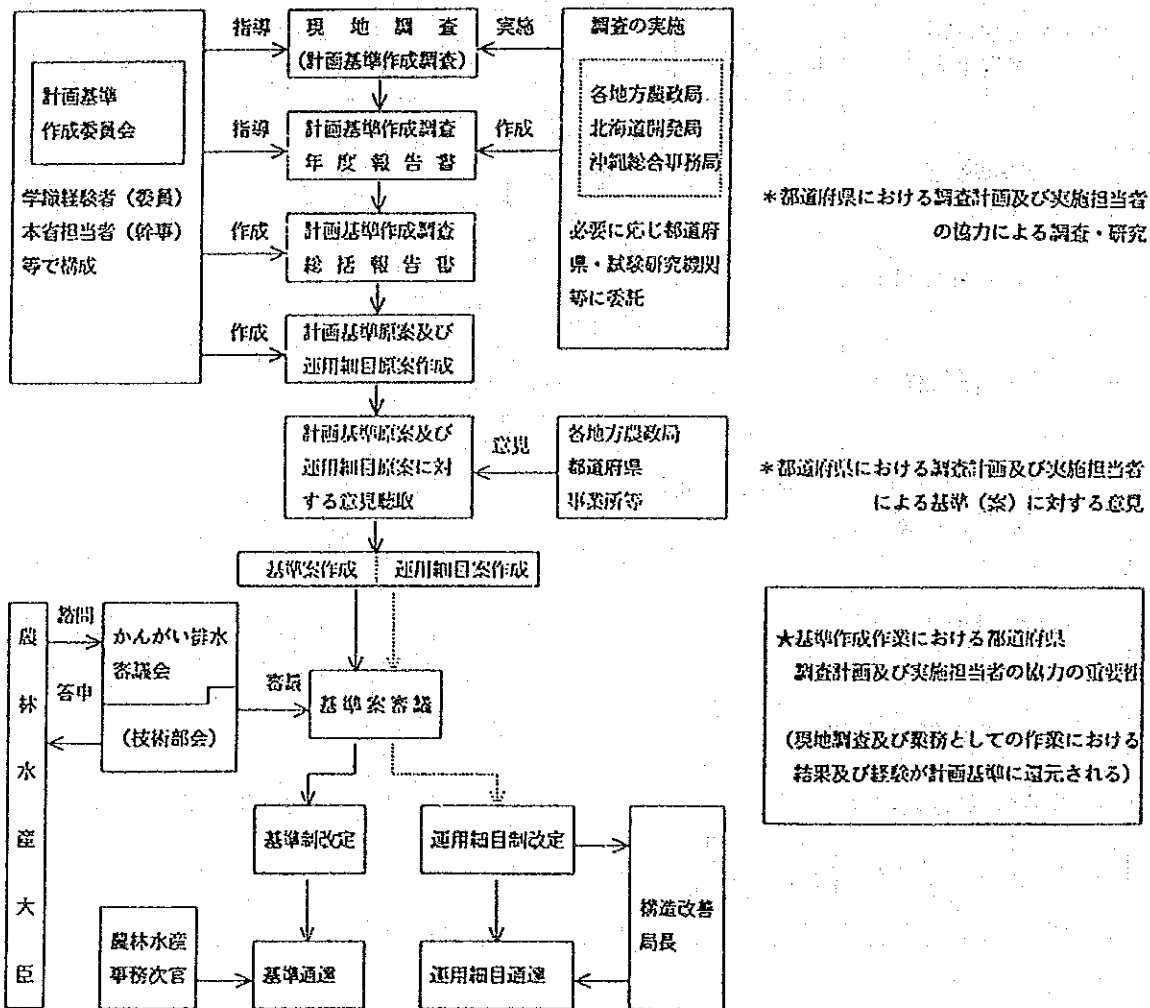 指導
現地調査
(計画基準作成調査)
実施
調査の実施
計画基準
作成委員会
各地方農政局
北海道開発局
沖縄総合事務局
指導
計画基準作成調査
年度報告書
作成
学識経験者（委員）
本省担当者（幹事）
等で構成
作成
計画基準作成調査
総括報告書
必要に応じ都道府
県・試験研究機関
等に委託
＊都道府県における調査計画及び実施担当者
の協力による調査・研究
作成
計画基準原案及び
運用細目原案作成
計画基準原案及び
運用細目原案に対
する意見聴取
意見
各地方農政局
都道府県
事業所等
＊都道府県における調査計画及び実施担当者
による基準（案）に対する意見
基準案作成
運用細目案作成
農林水産大臣
諮問
答申
かんがい排水
審議会
(技術部会)
審議
基準案審議
★基準作成作業における都道府県
調査計画及び実施担当者の協力の重要性
(現地調査及び業務としての作業における
結果及び経験が計画基準に還元される)
基準制改定
運用細目制改定
構造改善
局長
農林水産
事務次官
基準通達
運用細目通達